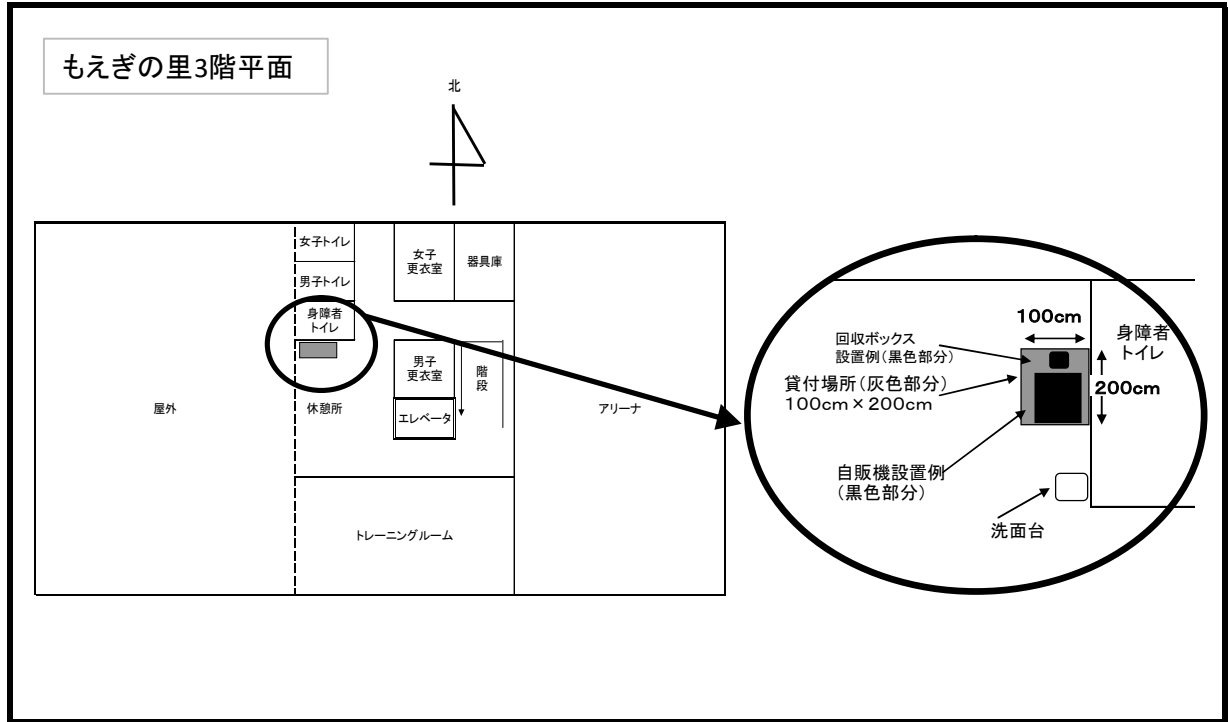 もえぎの里3階平面
北
女子トイレ
男子トイレ
身障者
トイレ
女子
更衣室
器具庫
男子
更衣室
階
段
エレベータ
屋外
休憩所
アリーナ
トレーニングルーム
100cm
身障者
トイレ
回収ボックス
設置例(黒色部分)
貸付場所(灰色部分)
100cm×200cm
200cm
自販機設置例
(黒色部分)
洗面台